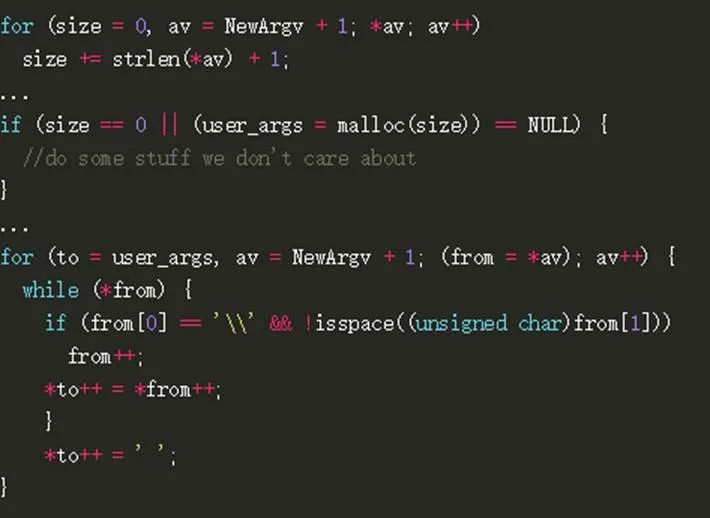 for (size = 0, av = NewArgv + 1; *av; av++)
  size += strlen(*av) + 1;
...
if (size == 0 || (user_args = malloc(size)) == NULL) {
  //do some stuff we don't care about
}
...
for (to = user_args, av = NewArgv + 1; (from = *av); av++) {
  while (*from) {
    if (from[0] == '\\' && !isspace((unsigned char)from[1]))
      from++;
    *to++ = *from++;
    }
    *to++ = ' ';
}